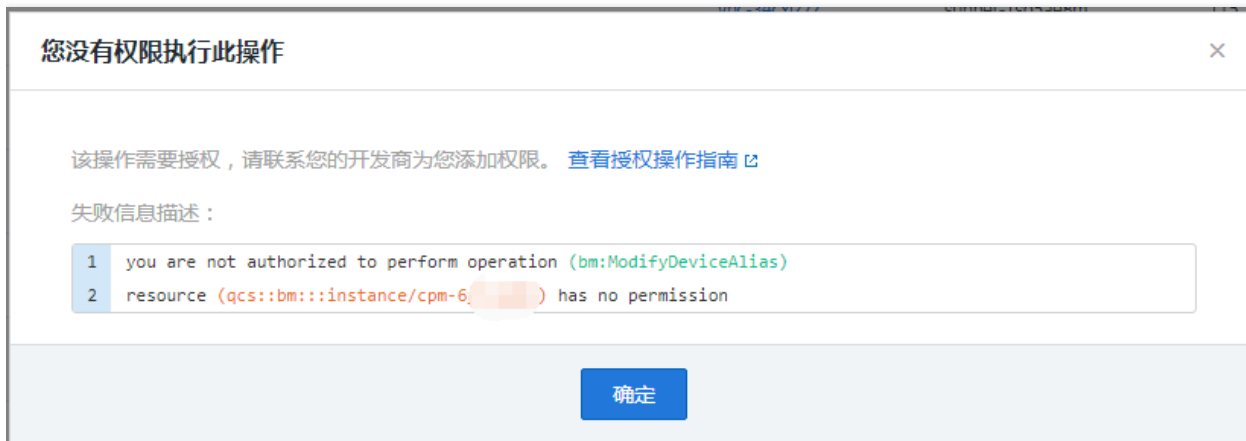 您没有权限执行此操作
该操作需要授权，请联系您的开发商为您添加权限。 查看授权操作指南
失败信息描述：
1 you are not authorized to perform operation (bm:ModifyDeviceAlias)
2 resource (qcs::bm:::instance/cpm-6 ) has no permission
确定